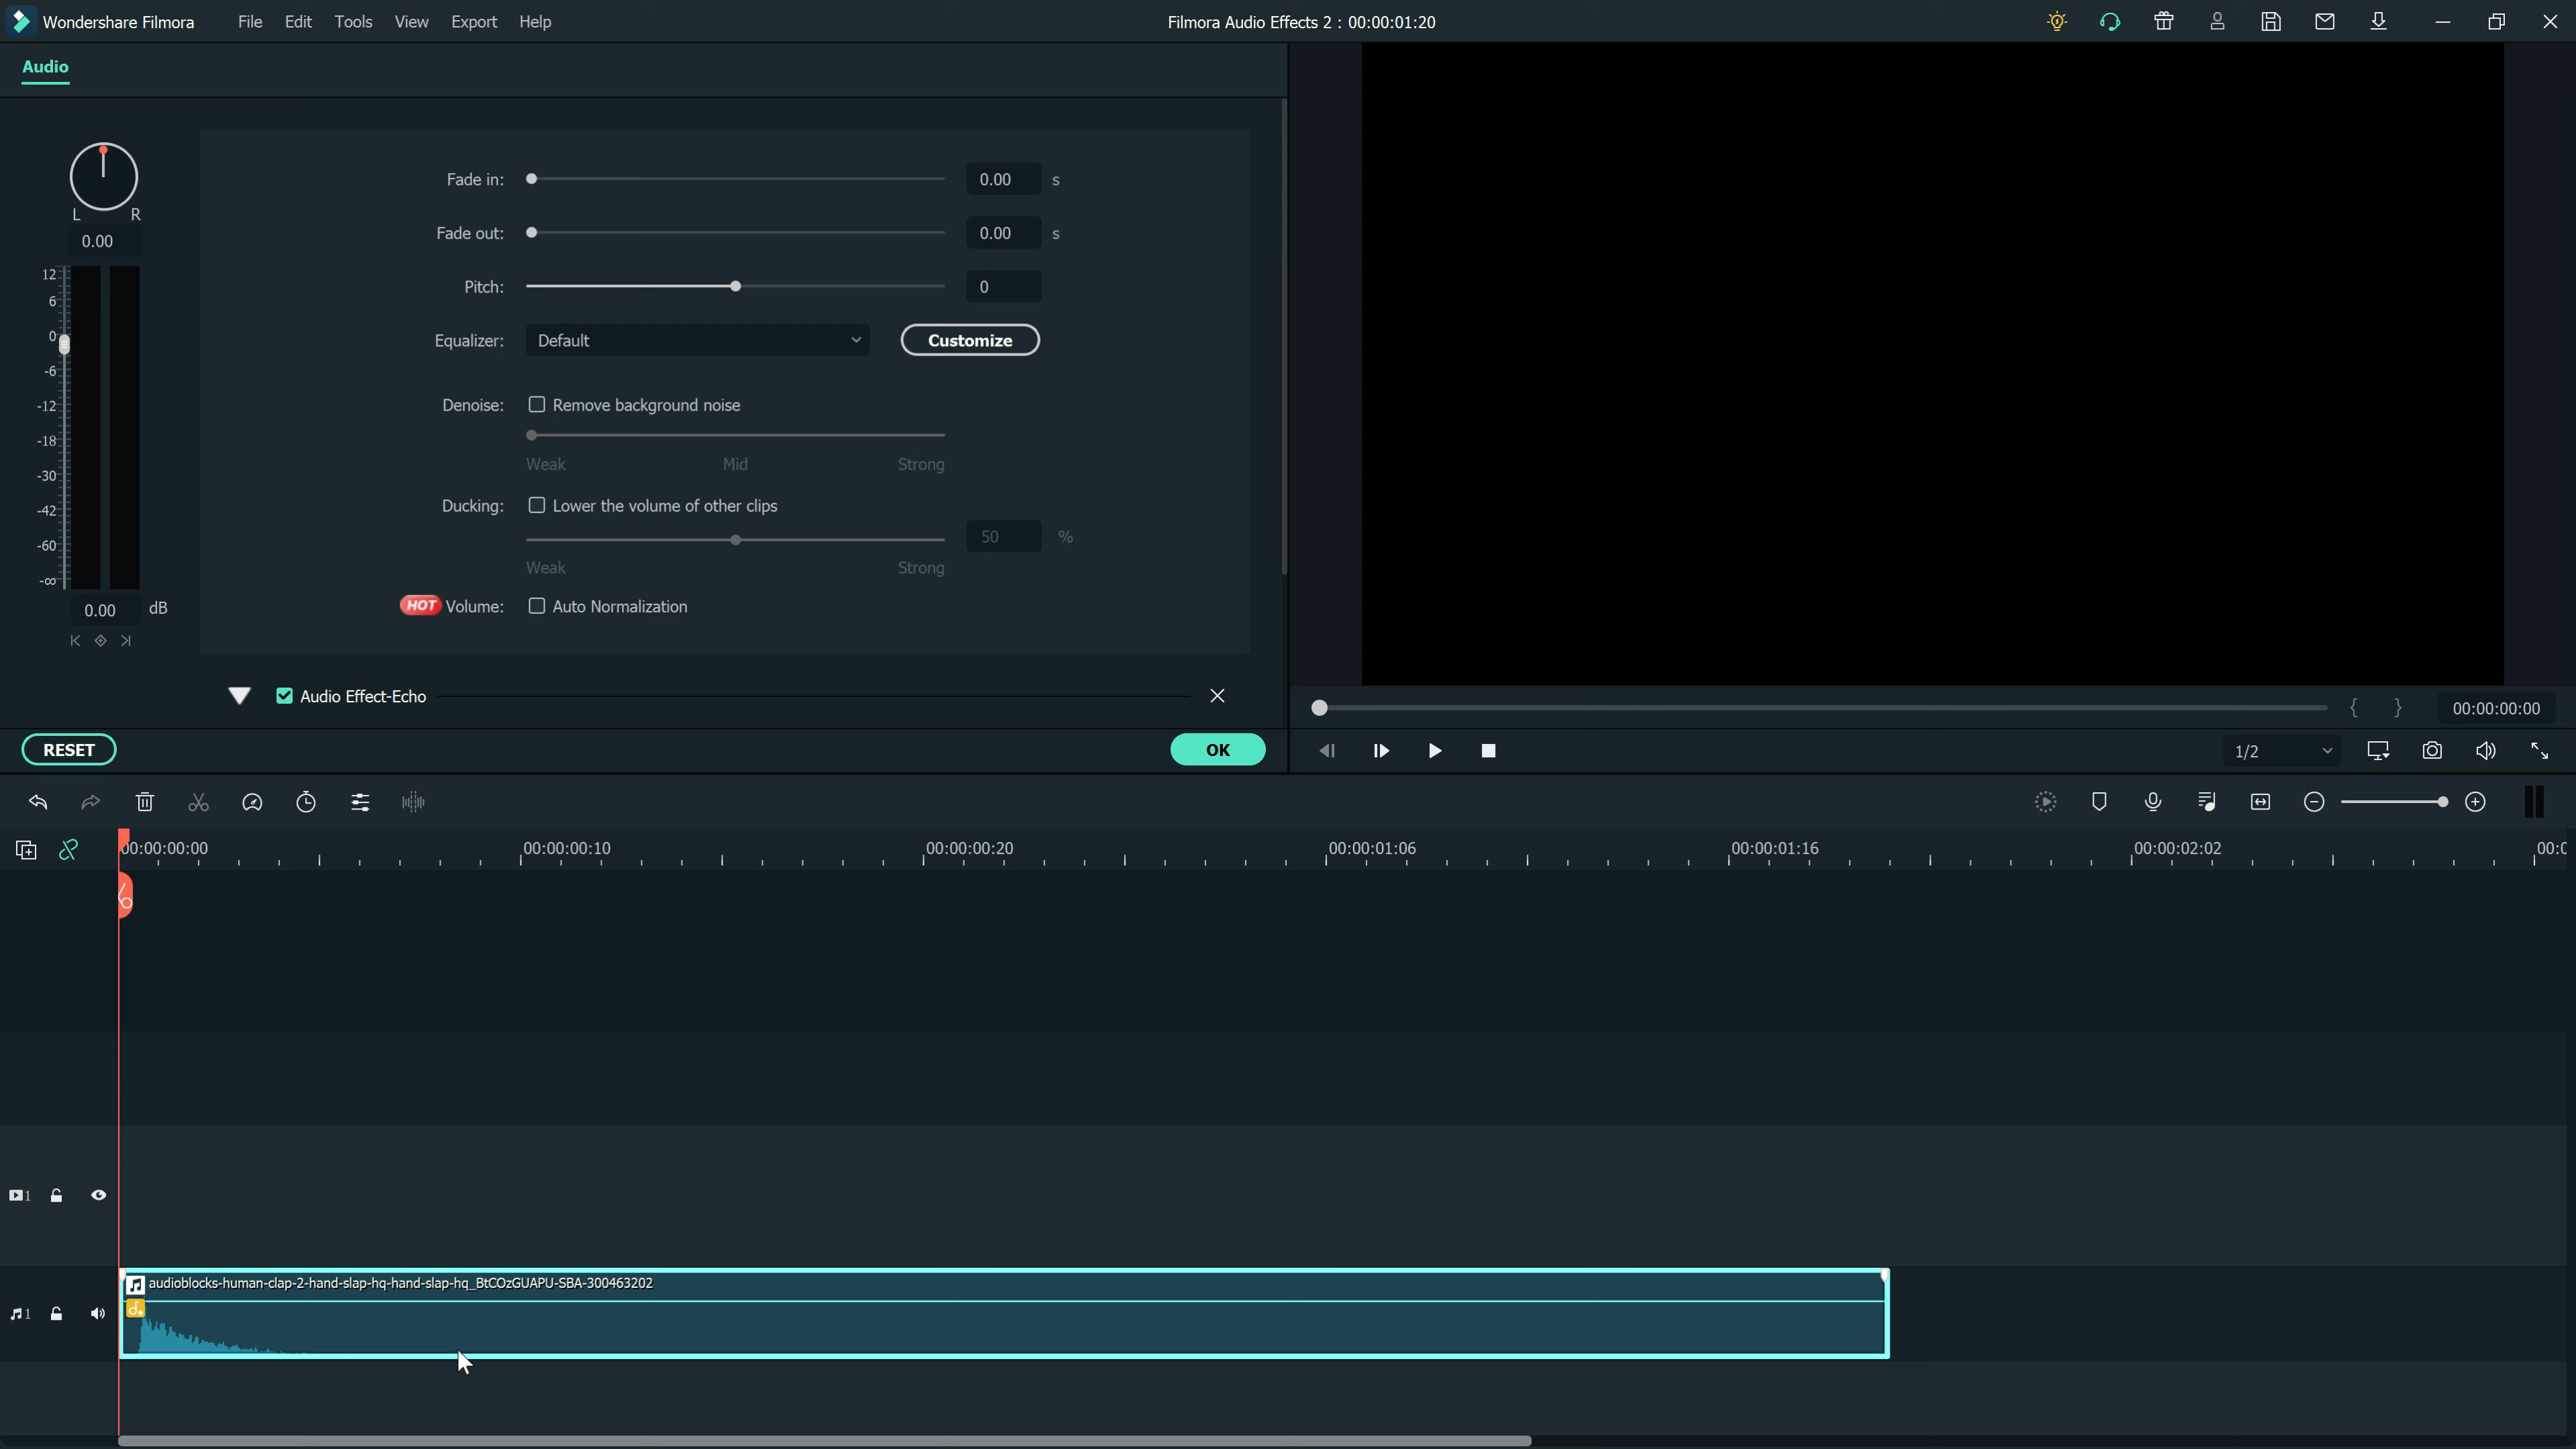 Wondershare Filmora File Edit Tools View Export Help Filmora Audio Effects 2 : 00:00:01:20
Audio
Fade in: 0.00 s
L R
Fade out: 0.00 s
0.00
12
Pitch: 0
6
0
Equalizer: Default Customize
-6
-12
Denoise: Remove background noise
-18
Weak Mid Strong
-30
-42
Ducking: Lower the volume of other clips
50 %
-60
Weak Strong
-∞
HOT Volume: Auto Normalization
0.00 dB
Audio Effect-Echo
00:00:00:00
RESET OK
1/2
00:00:00:00 00:00:00:10 00:00:00:20 00:00:01:06 00:00:01:16 00:00:02:02 00:0
1
audioblocks-human-clap-2-hand-slap-hq-hand-slap-hq_BtCOzGUAPU-SBA-300463202
1